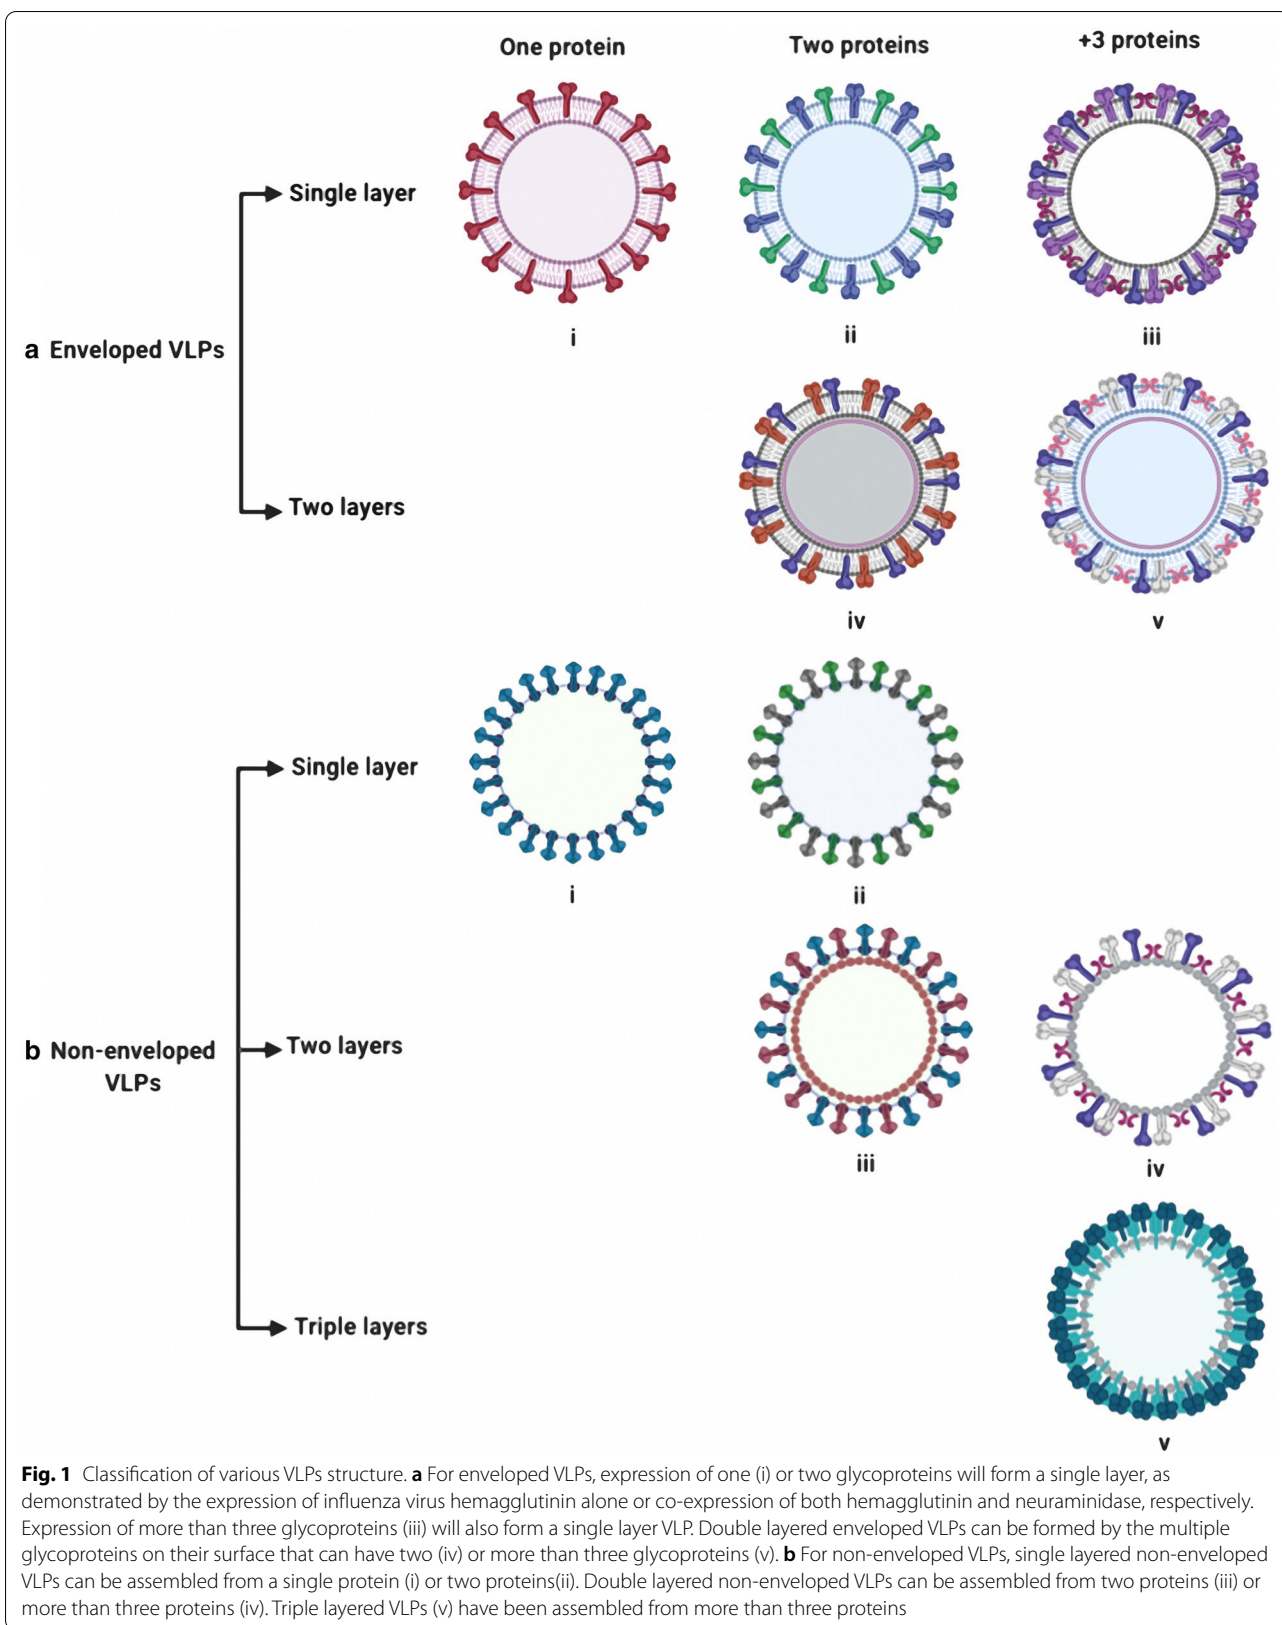 One protein
Two proteins
+3 proteins
Single layer
i
ii
iii
a Enveloped VLPs
Two layers
iv
v
Single layer
i
ii
b Non-enveloped
VLPs
Two layers
iii
iv
Triple layers
v
Fig. 1 Classification of various VLPs structure. a For enveloped VLPs, expression of one (i) or two glycoproteins will form a single layer, as
demonstrated by the expression of influenza virus hemagglutinin alone or co-expression of both hemagglutinin and neuraminidase, respectively.
Expression of more than three glycoproteins (iii) will also form a single layer VLP. Double layered enveloped VLPs can be formed by the multiple
glycoproteins on their surface that can have two (iv) or more than three glycoproteins (v). b For non-enveloped VLPs, single layered non-enveloped
VLPs can be assembled from a single protein (i) or two proteins(ii). Double layered non-enveloped VLPs can be assembled from two proteins (iii) or
more than three proteins (iv). Triple layered VLPs (v) have been assembled from more than three proteins